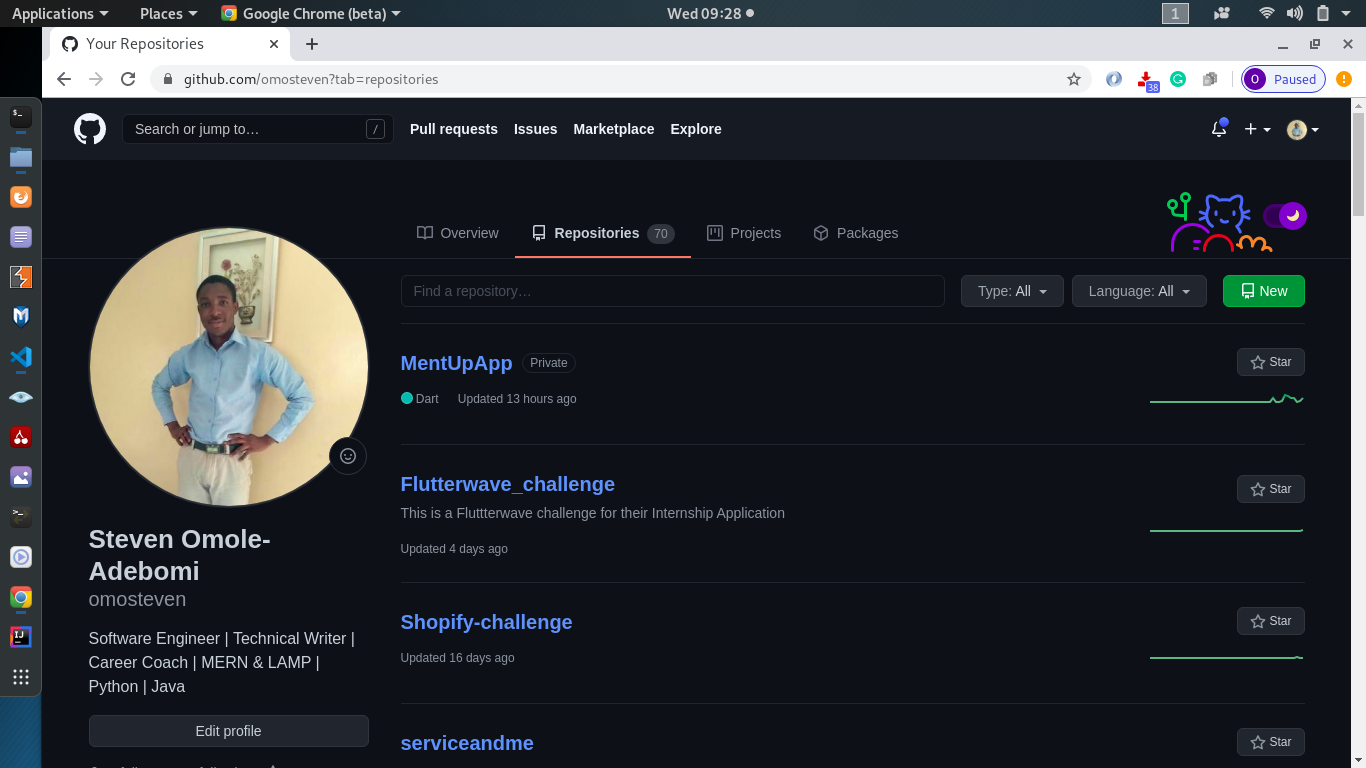 Applications Places Google Chrome (beta) Wed 09:28 1
Your Repositories
github.com/omosteven?tab=repositories 38 O Paused
Search or jump to… / Pull requests Issues Marketplace Explore
Overview Repositories 70 Projects Packages
Find a repository… Type: All Language: All New
MentUpApp Private Star
Dart Updated 13 hours ago
Flutterwave_challenge Star
This is a Fluttterwave challenge for their Internship Application
Updated 4 days ago
Shopify-challenge Star
Updated 16 days ago
serviceandme Star
Steven Omole-
Adebomi
omosteven
Software Engineer | Technical Writer |
Career Coach | MERN & LAMP |
Python | Java
Edit profile